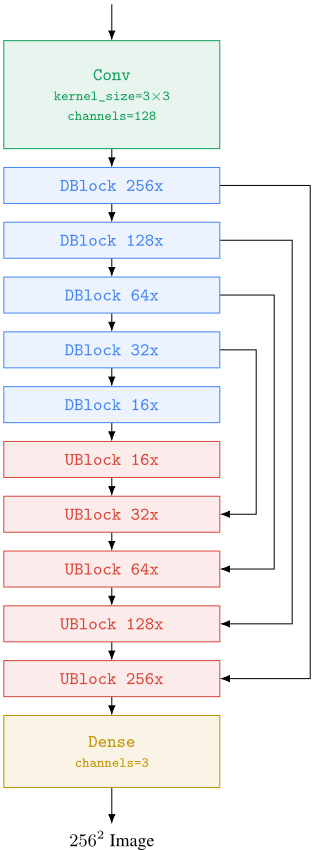 Conv
kernel_size=3×3
channels=128
DBlock 256x
DBlock 128x
DBlock 64x
DBlock 32x
DBlock 16x
UBlock 16x
UBlock 32x
UBlock 64x
UBlock 128x
UBlock 256x
Dense
channels=3
256² Image